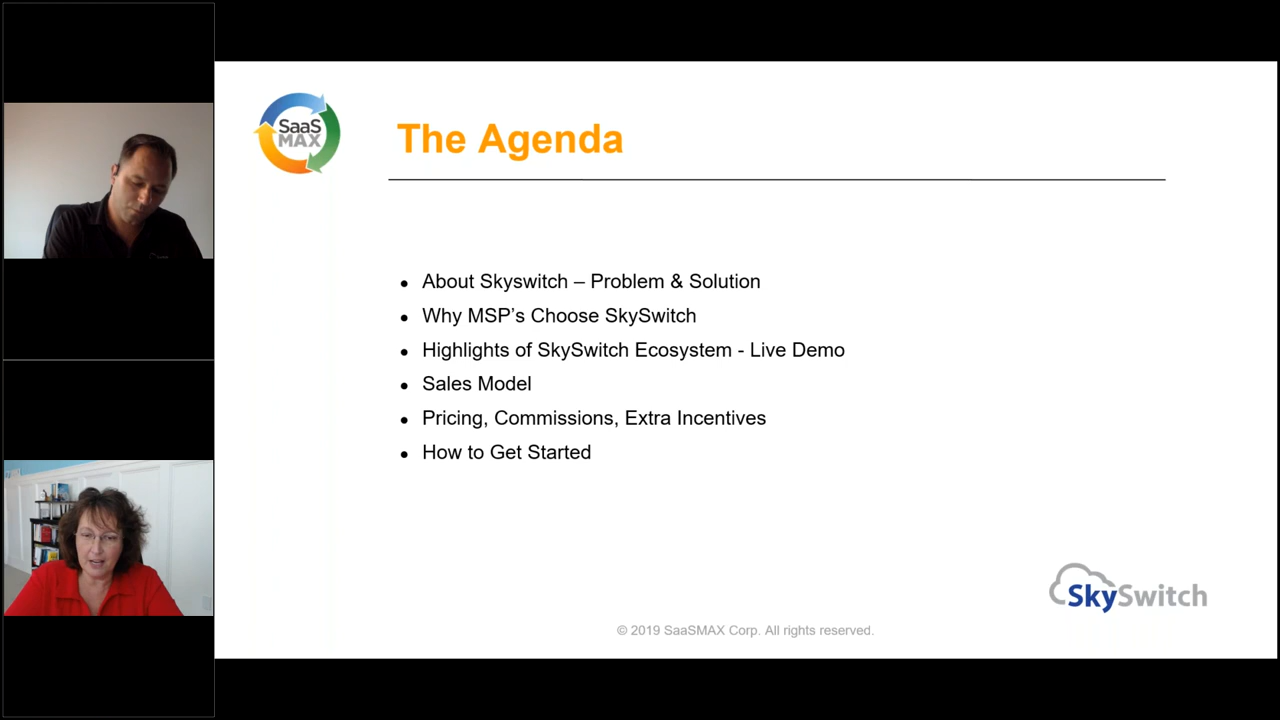 SaaS
MAX
The Agenda
• About Skyswitch – Problem & Solution
• Why MSP’s Choose SkySwitch
• Highlights of SkySwitch Ecosystem - Live Demo
• Sales Model
• Pricing, Commissions, Extra Incentives
• How to Get Started
SkySwitch
© 2019 SaaSMAX Corp. All rights reserved.